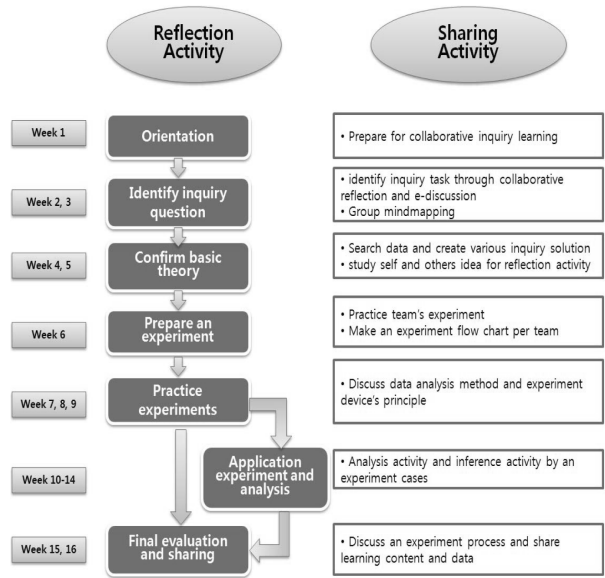 Reflection
Activity
Sharing
Activity
Week 1
Orientation
• Prepare for collaborative inquiry learning
Week 2, 3
Identify inquiry
question
• identify inquiry task through collaborative
reflection and e-discussion
• Group mindmapping
Week 4, 5
Confirm basic
theory
• Search data and create various inquiry solution
• study self and others idea for reflection activity
Week 6
Prepare an
experiment
• Practice team's experiment
• Make an experiment flow chart per team
Week 7, 8, 9
Practice
experiments
• Discuss data analysis method and experiment
device's principle
Week 10-14
Application
experiment and
analysis
• Analysis activity and inference activity by an
experiment cases
Week 15, 16
Final evaluation
and sharing
• Discuss an experiment process and share
learning content and data